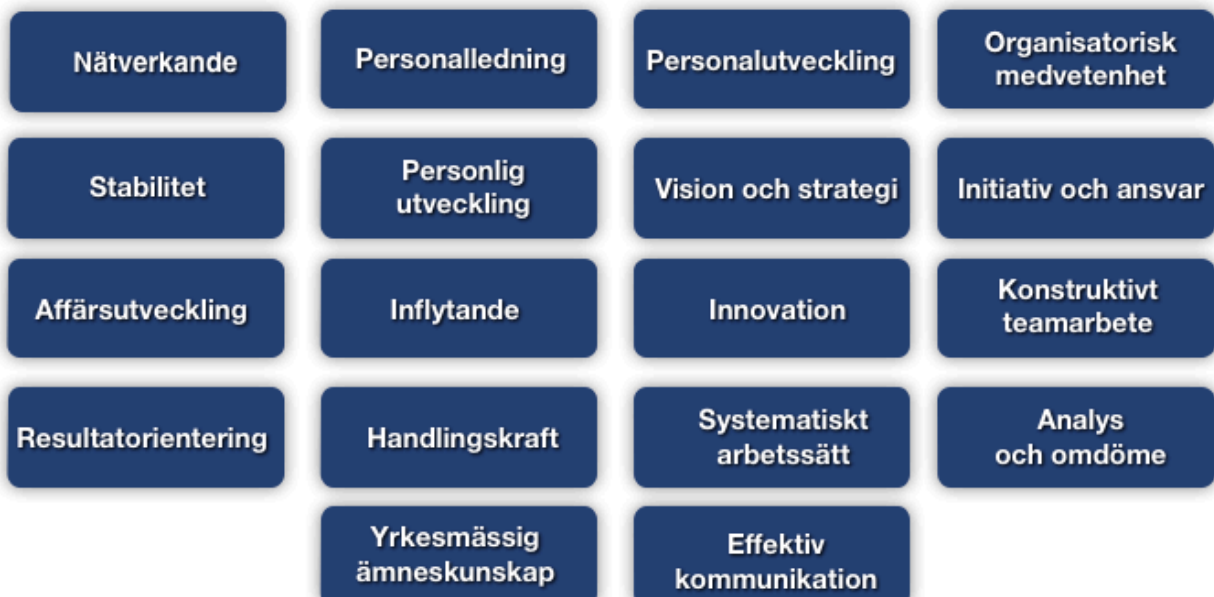 Nätverkande
Personalledning
Personalutveckling
Organisatorisk
medvetenhet
Stabilitet
Personlig
utveckling
Vision och strategi
Initiativ och ansvar
Affärsutveckling
Inflytande
Innovation
Konstruktivt
teamarbete
Resultatorientering
Handlingskraft
Systematiskt
arbetssätt
Analys
och omdöme
Yrkesmässig
ämneskunskap
Effektiv
kommunikation